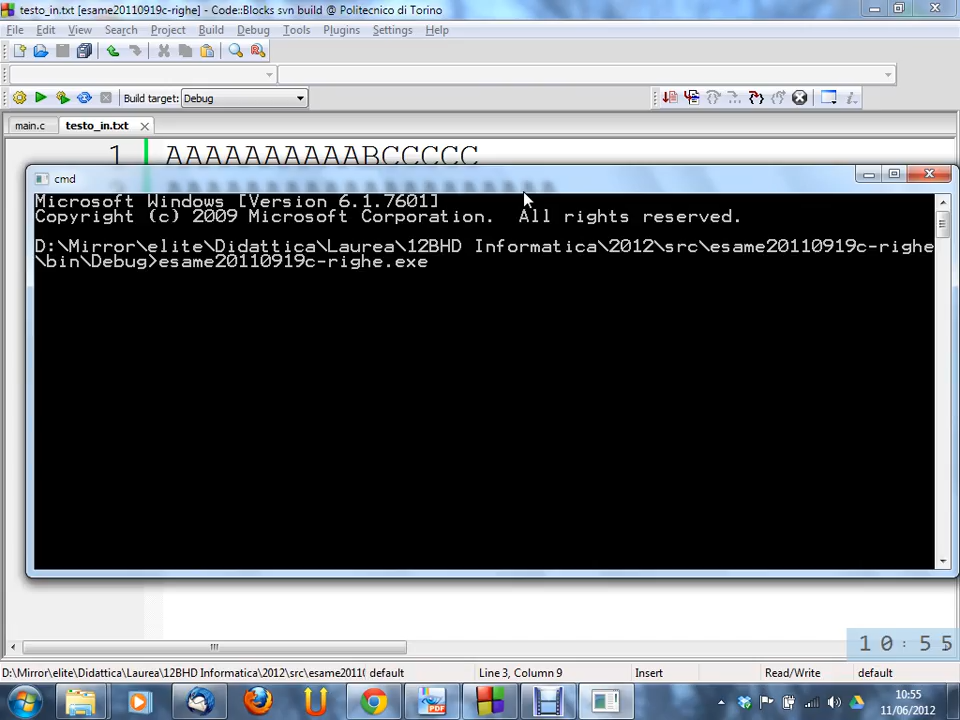 testo_in.txt [esame20110919c-righe] - Code::Blocks svn build @ Politecnico di Torino
File Edit View Search Project Build Debug Tools Plugins Settings Help
Build target: Debug
main.c testo_in.txt
1 AAAAAAAAAAABCCCCC
cmd
Microsoft Windows [Version 6.1.7601]
Copyright (c) 2009 Microsoft Corporation. All rights reserved.
D:\Mirror\elite\Didattica\Laurea\12BHD Informatica\2012\src\esame20110919c-righe
\bin\Debug>esame20110919c-righe.exe
10:55
D:\Mirror\elite\Didattica\Laurea\12BHD Informatica\2012\src\esame2011( default Line 3, Column 9 Insert Read/Write default
PDF
10:55
11/06/2012